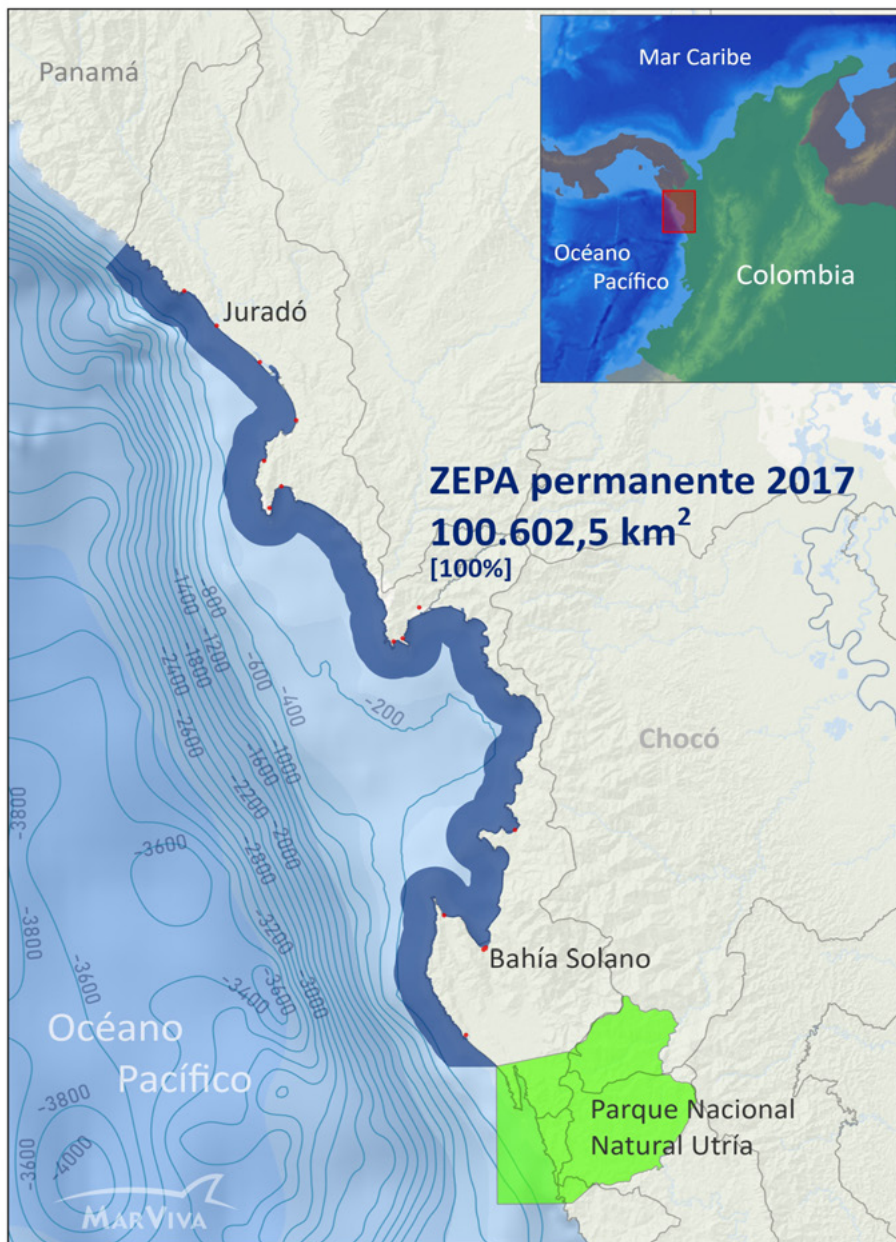 Panamá
Mar Caribe
Océano
Pacífico
Colombia
Juradó
ZEPA permanente 2017
100.602,5 km²
[100%]
-1400
-800
-1200
-1800
-2400
-600
-400
-2600
-200
Chocó
-1000
-1600
-2200
-2000
-2800
-3800
-3600
-3200
-3800
-3600
-3400
-3600
-3000
Bahía Solano
Océano
Pacífico
-3800
-3600
-4000
Parque Nacional
Natural Utría
MARVIVA